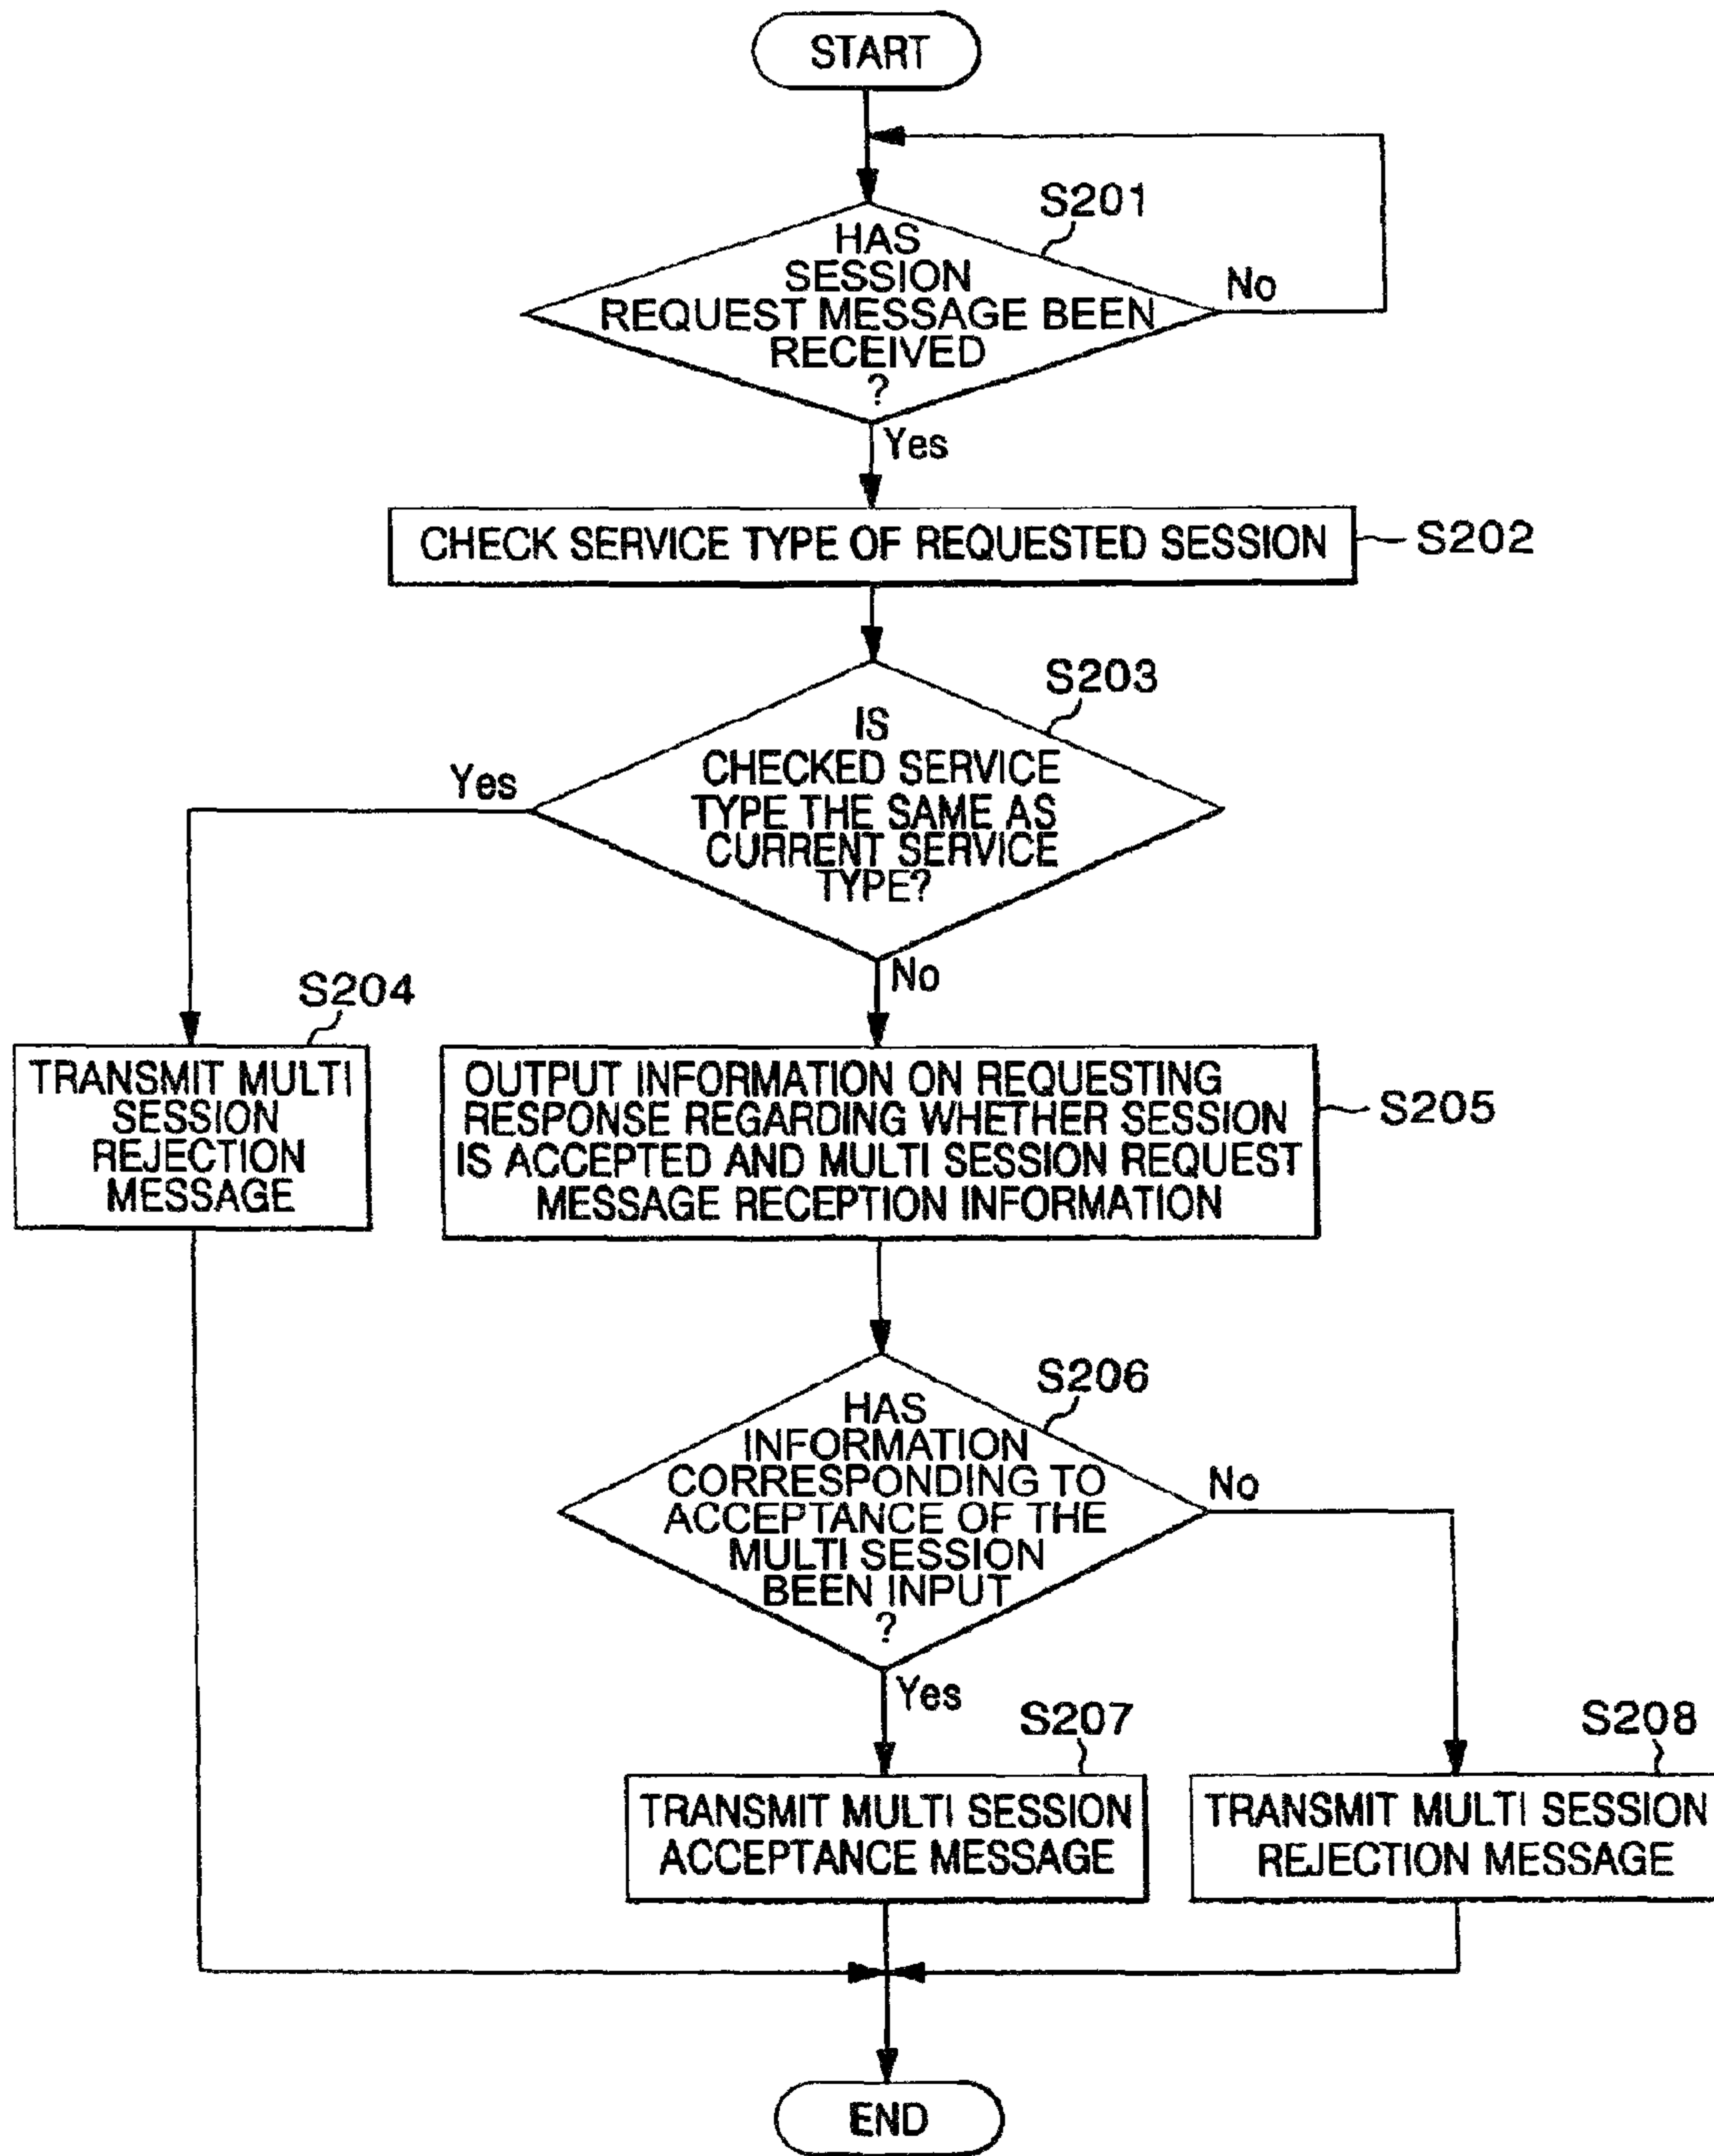 START
S201
HAS
SESSION
REQUEST MESSAGE BEEN
RECEIVED
?
No
Yes
CHECK SERVICE TYPE OF REQUESTED SESSION
S202
S203
IS
CHECKED SERVICE
TYPE THE SAME AS
CURRENT SERVICE
TYPE?
Yes
No
S204
TRANSMIT MULTI
SESSION
REJECTION
MESSAGE
OUTPUT INFORMATION ON REQUESTING
RESPONSE REGARDING WHETHER SESSION
IS ACCEPTED AND MULTI SESSION REQUEST
MESSAGE RECEPTION INFORMATION
S205
S206
HAS
INFORMATION
CORRESPONDING TO
ACCEPTANCE OF THE
MULTI SESSION
BEEN INPUT
?
No
Yes
S207
TRANSMIT MULTI SESSION
ACCEPTANCE MESSAGE
S208
TRANSMIT MULTI SESSION
REJECTION MESSAGE
END